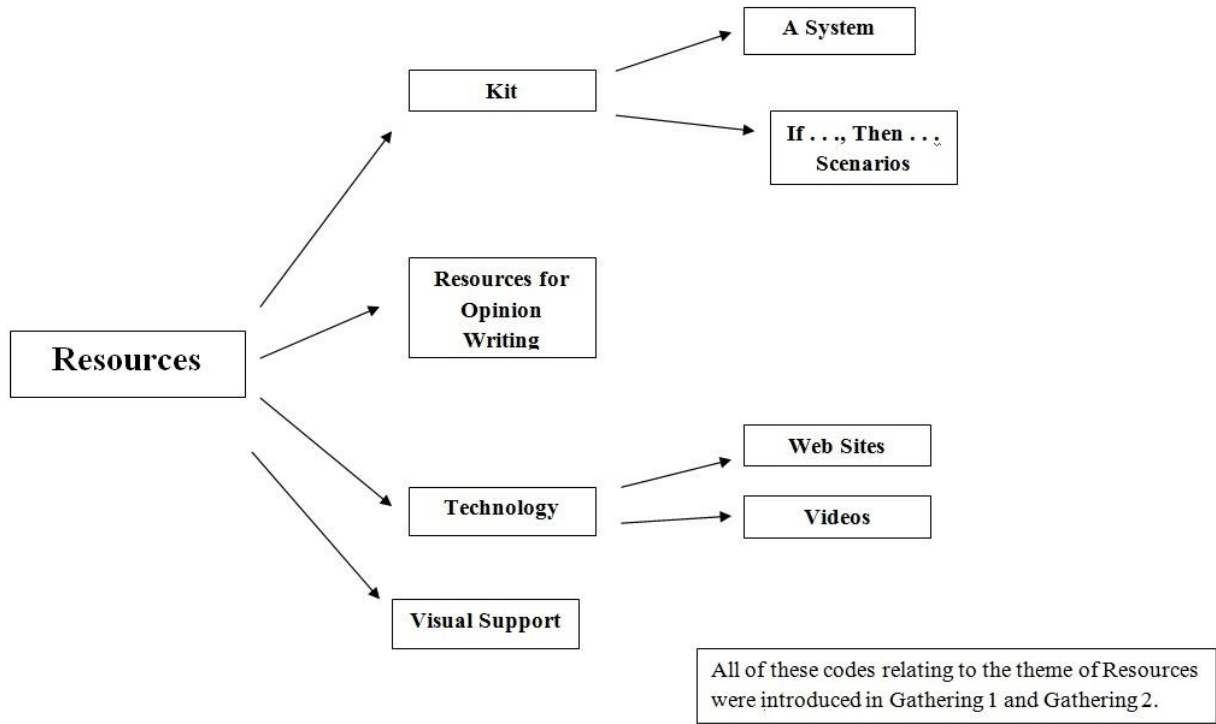 A System
Kit
If . . ., Then . . .
Scenarios
Resources for
Opinion
Writing
Resources
Web Sites
Technology
Videos
Visual Support
All of these codes relating to the theme of Resources
were introduced in Gathering 1 and Gathering 2.